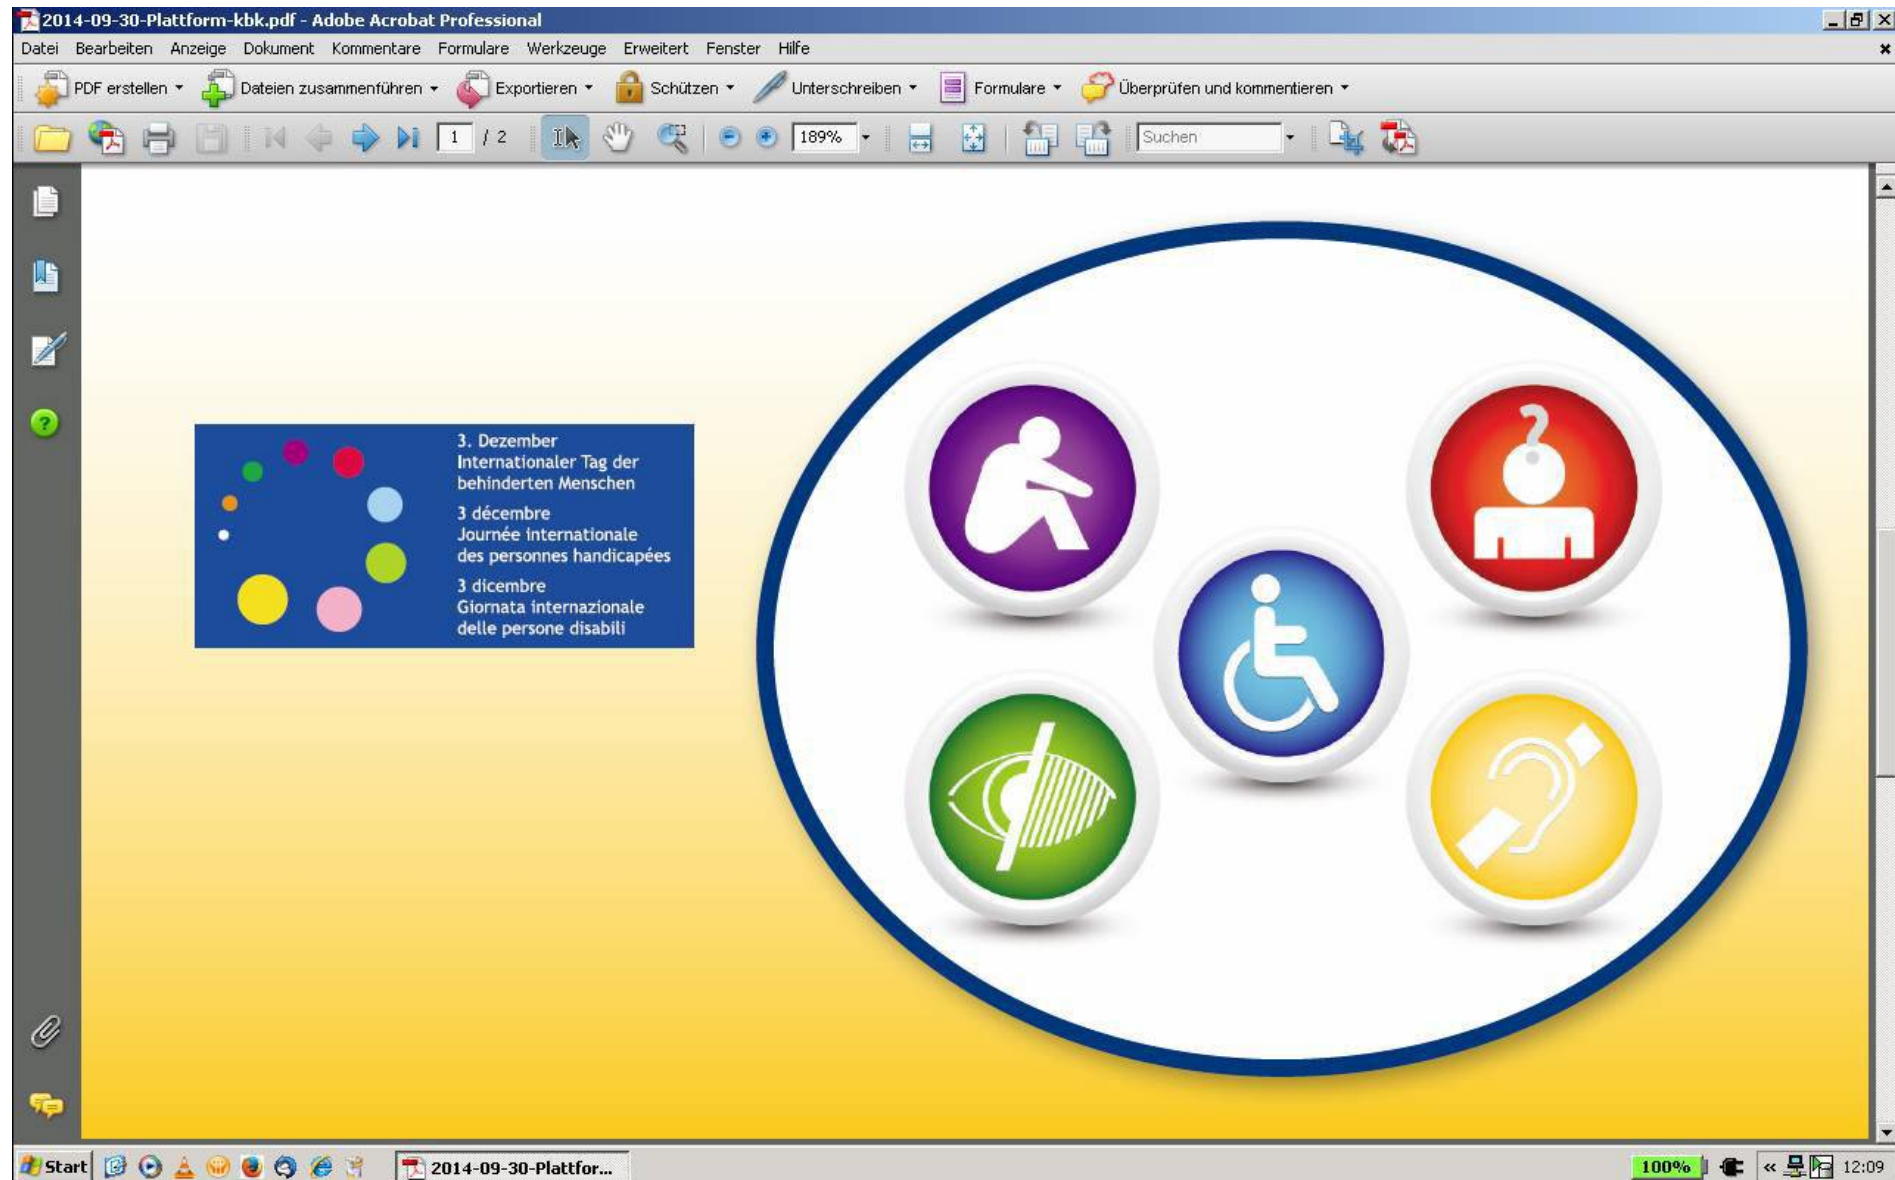 2014-09-30-Plattform-kbk.pdf - Adobe Acrobat Professional
Datei Bearbeiten Anzeige Dokument Kommentare Formulare Werkzeuge Erweitert Fenster Hilfe
PDF erstellen Dateien zusammenführen Exportieren Schützen Unterschreiben Formulare Überprüfen und kommentieren
1 / 2 189% Suchen
3. Dezember
Internationaler Tag der
behinderten Menschen
3 décembre
Journée internationale
des personnes handicapées
3 dicembre
Giornata internazionale
delle persone disabili
?
?
Start 2014-09-30-Plattfor... 100% « 12:09